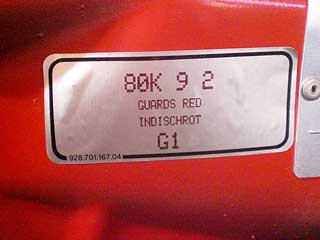 80K 9 2
GUARDS RED
INDISCHROT
G1
928.701.167.04